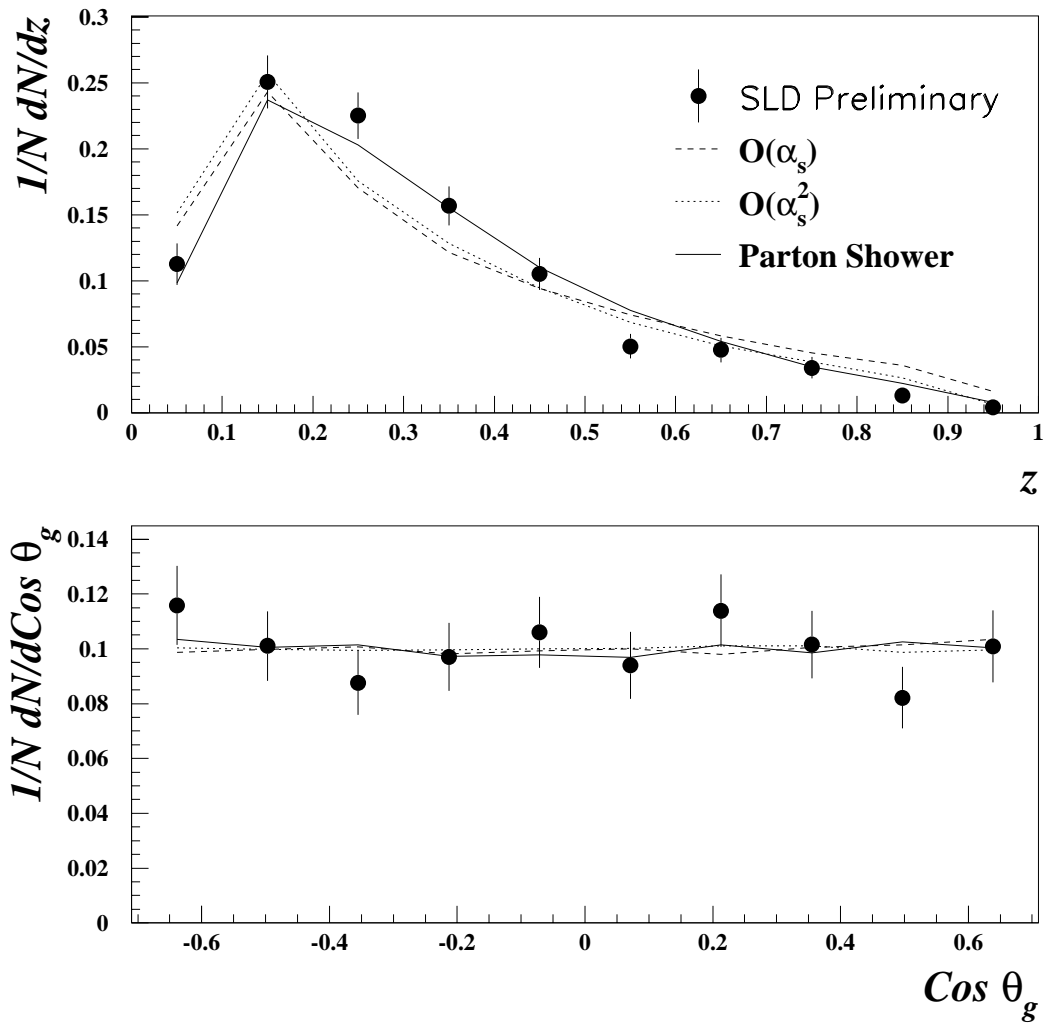 1/N dN/dz
0.3
0.25
0.2
0.15
0.1
0.05
0
SLD Preliminary
O(αs)
O(αs²)
Parton Shower
0 0.1 0.2 0.3 0.4 0.5 0.6 0.7 0.8 0.9 1
z
1/N dN/dCos θg
0.14
0.12
0.1
0.08
0.06
0.04
0.02
0
-0.6 -0.4 -0.2 0 0.2 0.4 0.6
Cos θg